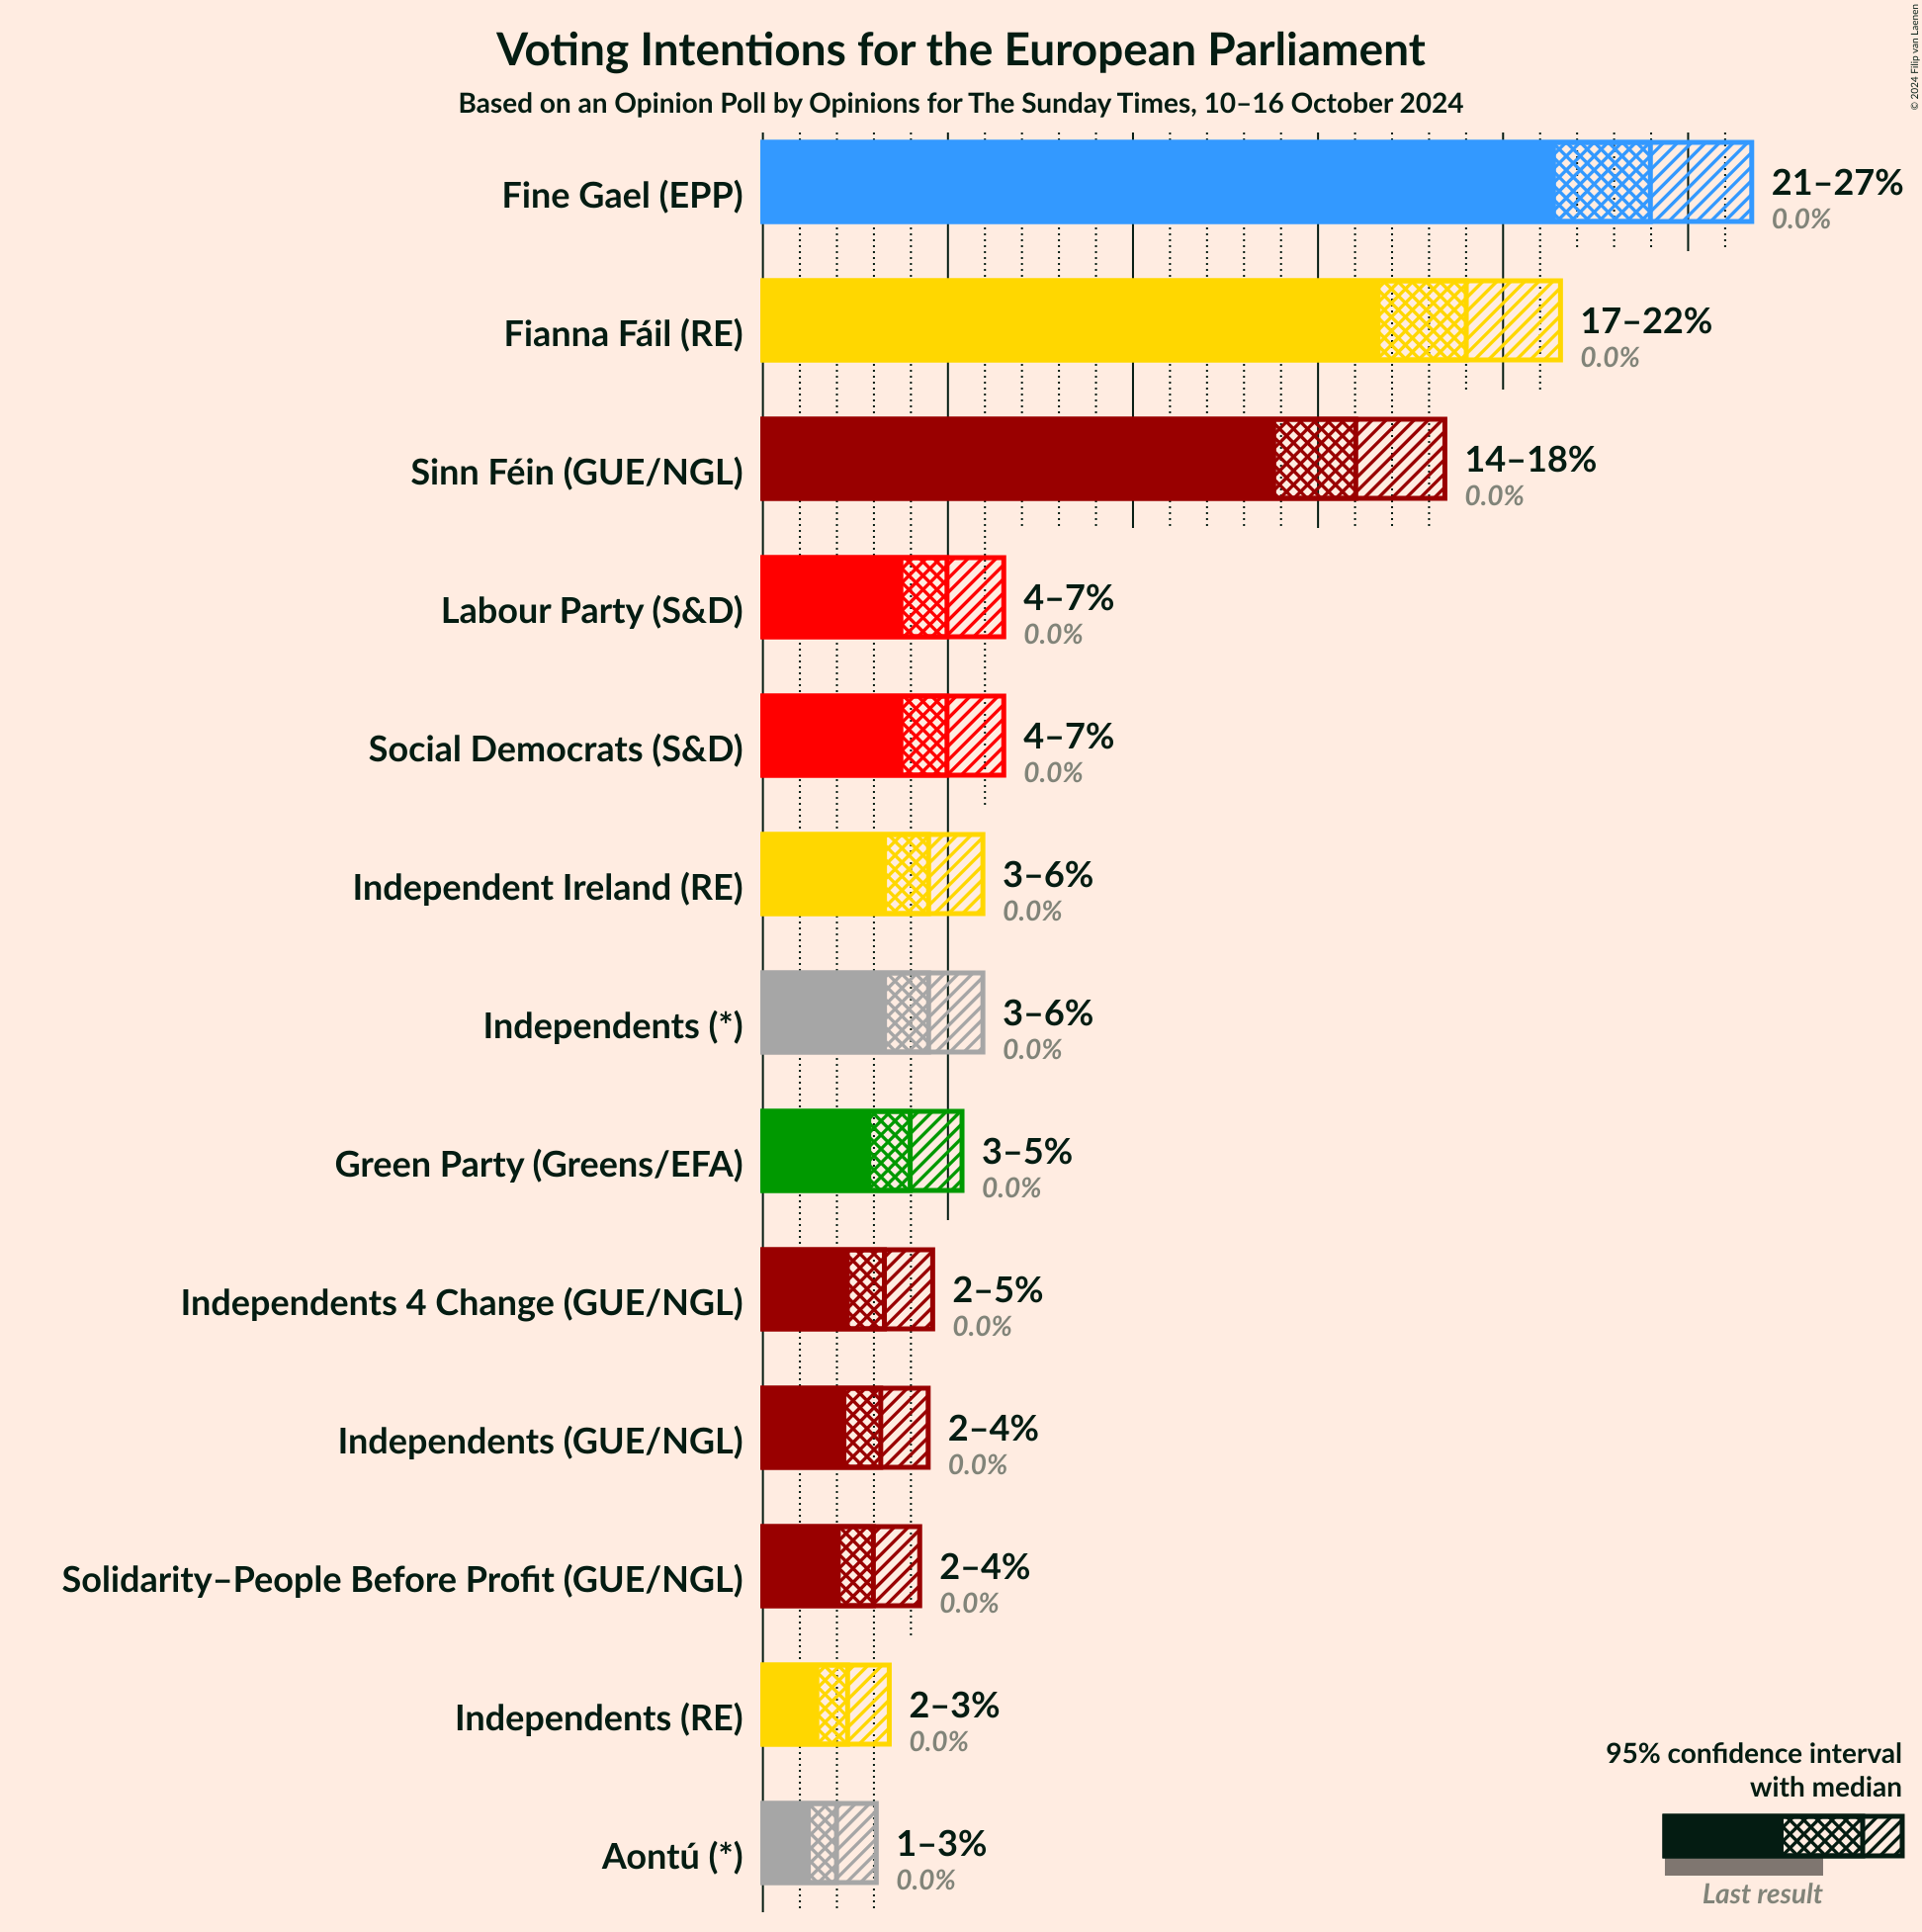 Voting Intentions for the European Parliament
Based on an Opinion Poll by Opinions for The Sunday Times, 10–16 October 2024
© 2024 Filip van Laenen
Fine Gael (EPP)
21–27%
0.0%
Fianna Fáil (RE)
17–22%
0.0%
Sinn Féin (GUE/NGL)
14–18%
0.0%
Labour Party (S&D)
4–7%
0.0%
Social Democrats (S&D)
4–7%
0.0%
Independent Ireland (RE)
3–6%
0.0%
Independents (*)
3–6%
0.0%
Green Party (Greens/EFA)
3–5%
0.0%
Independents 4 Change (GUE/NGL)
2–5%
0.0%
Independents (GUE/NGL)
2–4%
0.0%
Solidarity–People Before Profit (GUE/NGL)
2–4%
0.0%
Independents (RE)
2–3%
0.0%
Aontú (*)
1–3%
0.0%
95% confidence interval
with median
Last result